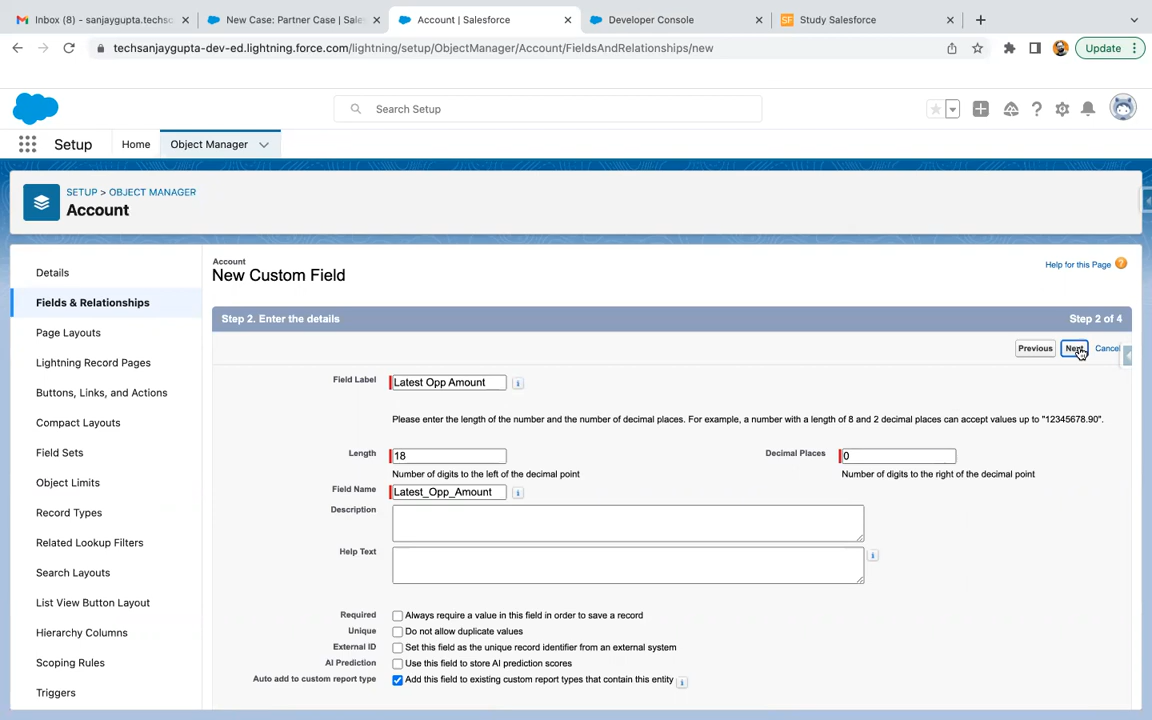 Inbox (8) - sanjaygupta.techsc
New Case: Partner Case | Sales
Account | Salesforce
Developer Console
Study Salesforce
techsanjaygupta-dev-ed.lightning.force.com/lightning/setup/ObjectManager/Account/FieldsAndRelationships/new
Update
Search Setup
Setup
Home
Object Manager
SETUP > OBJECT MANAGER
Account
Details
Fields & Relationships
Page Layouts
Lightning Record Pages
Buttons, Links, and Actions
Compact Layouts
Field Sets
Object Limits
Record Types
Related Lookup Filters
Search Layouts
List View Button Layout
Hierarchy Columns
Scoping Rules
Triggers
Account
New Custom Field
Help for this Page
Step 2. Enter the details
Step 2 of 4
Previous
Next
Cancel
Field Label
Latest Opp Amount
Please enter the length of the number and the number of decimal places. For example, a number with a length of 8 and 2 decimal places can accept values up to "12345678.90".
Length
18
Decimal Places
0
Number of digits to the left of the decimal point
Number of digits to the right of the decimal point
Field Name
Latest_Opp_Amount
Description
Help Text
Required
Always require a value in this field in order to save a record
Unique
Do not allow duplicate values
External ID
Set this field as the unique record identifier from an external system
AI Prediction
Use this field to store AI prediction scores
Auto add to custom report type
Add this field to existing custom report types that contain this entity